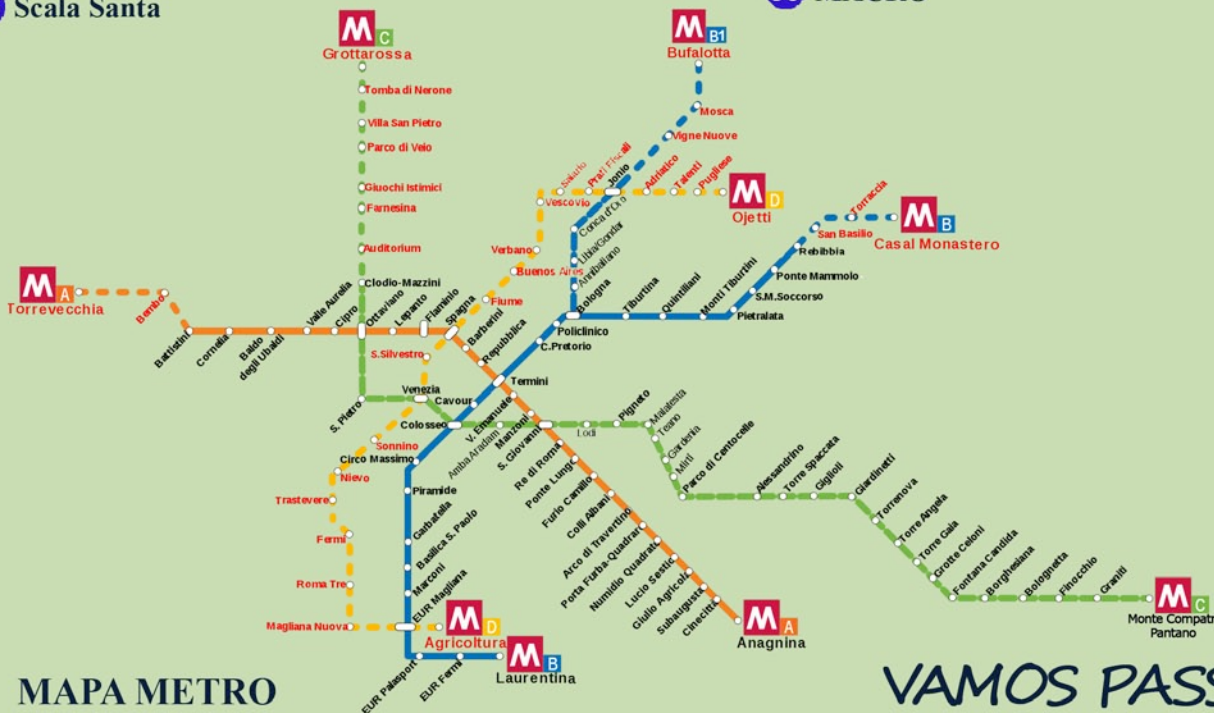 Scala Santa
M C
Grottarossa
M B1
Bufalotta
Tomba di Nerone
Villa San Pietro
Parco di Veio
Giuochi Istimici
Farnesina
Auditorium
Clodio-Mazzini
Mosca
Vigne Nuove
Salario
Prati Fiscali
Jonio
Adriatico
Talenti
Pugliese
M D
Ojetti
Vescovio
Conca d'Oro
Libia/Gondar
Annibaliano
Verbano
Buenos Aires
Fiume
Torraccia
M B
Casal Monastero
San Basilio
Rebibbia
Ponte Mammolo
S.M.Soccorso
Pietralata
Monti Tiburtini
Quintiliani
Tiburtina
Bologna
Policlinico
C.Pretorio
M A
Torrevecchia
Bembo
Battistini
Cornelia
Baldo
degli Ubaldi
Valle Aurelia
Cipro
Ottaviano
Lepanto
Flaminio
Spagna
Barberini
Repubblica
S.Silvestro
Termini
Venezia
Cavour
S. Pietro
Colosseo
V. Emanuele
Amba Aradam
Manzoni
S. Giovanni
Lodi
Pigneto
Malatesta
Teano
Gardenia
Mirti
Parco di Centocelle
Alessandrino
Torre Spaccata
Giglioli
Giardinetti
Torrenova
Torre Angela
Torre Gaia
Grotte Celoni
Fontana Candida
Borghesiana
Bolognetta
Finocchio
Graniti
M C
Monte Compatr
Pantano
Sonnino
Circo Massimo
Nievo
Trastevere
Fermi
Roma Tre
Magliana Nuova
Piramide
Garbatella
Basilica S. Paolo
Marconi
EUR Magliana
M D
Agricoltura
M B
Laurentina
EUR Palasport
EUR Fermi
Re di Roma
Ponte Lungo
Furio Camillo
Colli Albani
Arco di Travertino
Porta Furba-Quadraro
Numidio Quadrato
Lucio Sestio
Giulio Agricola
Subaugusta
Cinecittà
M A
Anagnina
MAPA METRO
VAMOS PASS